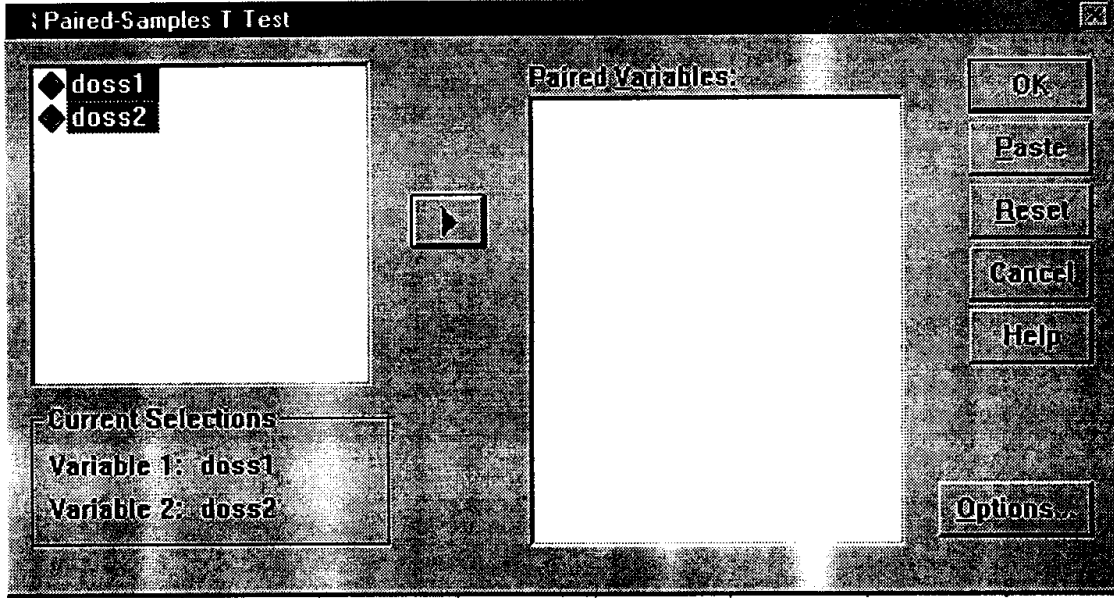 Paired-Samples T Test
doss1
doss2
Paired Variables:
OK
Paste
Reset
Cancel
Help
Current Selections
Variable 1: doss1
Variable 2: doss2
Options...